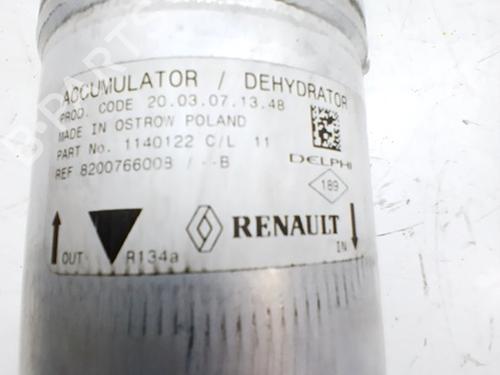 ACCUMULATOR / DEHYDRATOR
PROD. CODE 20.03.07.13.48
MADE IN OSTROW POLAND
PART No. 1140122 C/L 11
DELPHI
REF 8200766008 / --B
189
RENAULT
OUT R134a IN